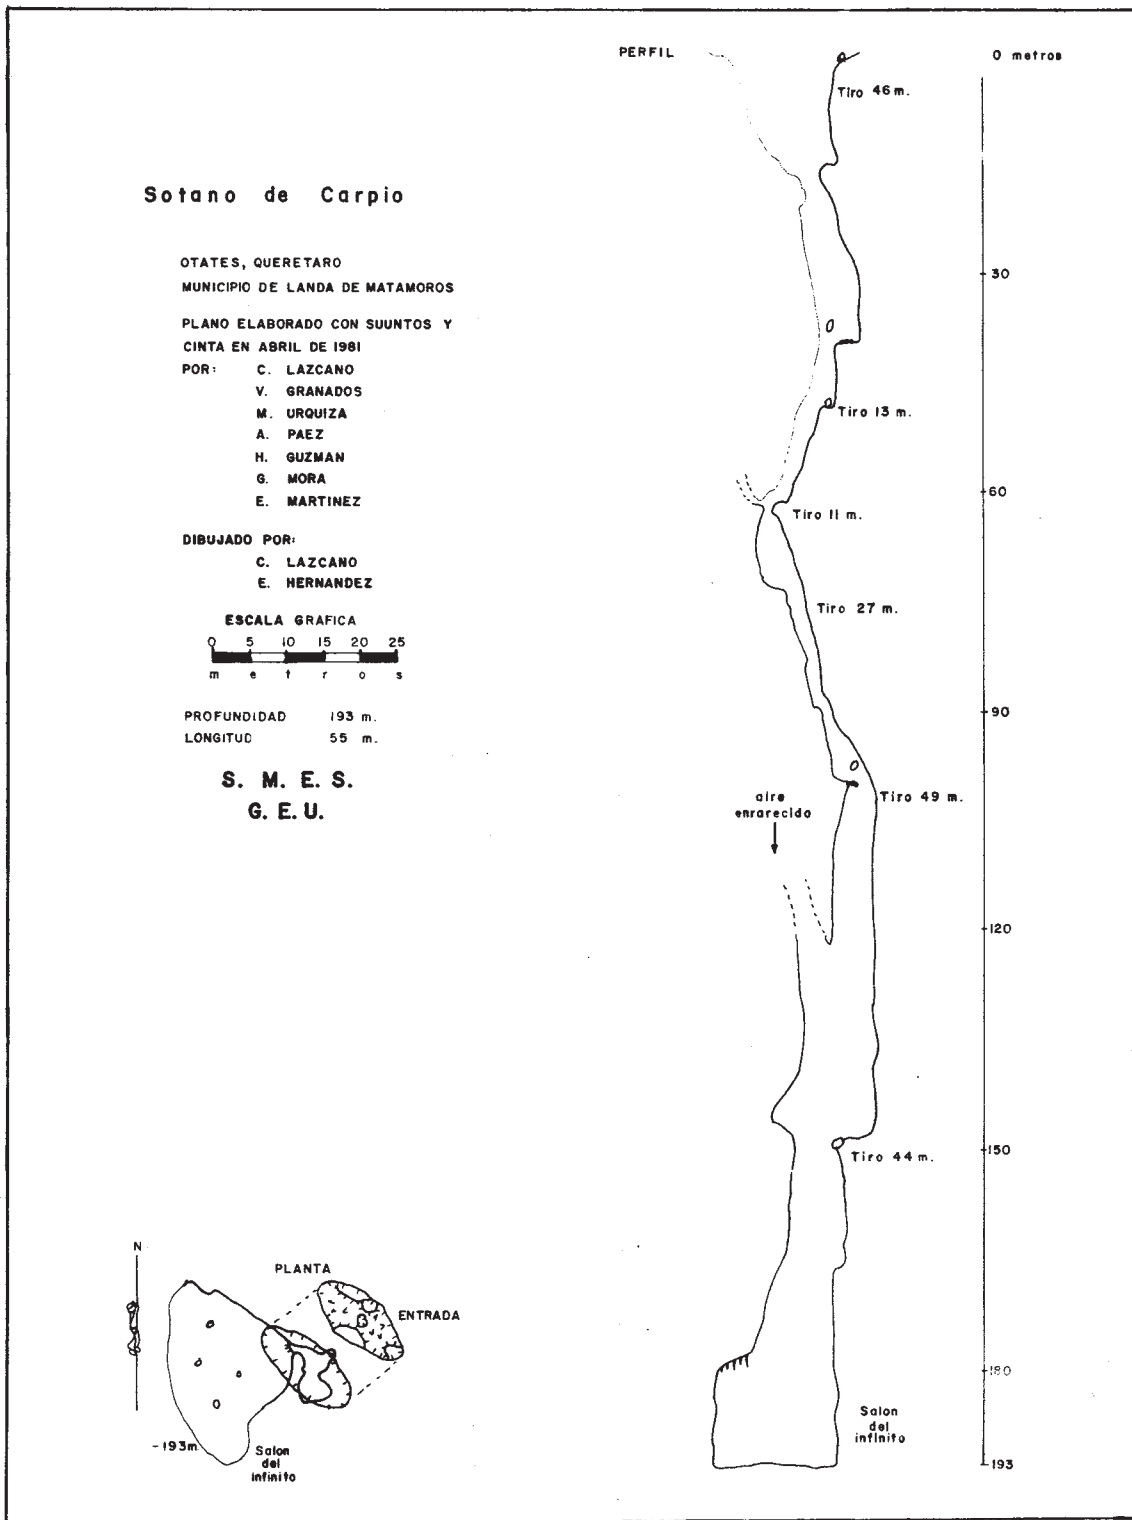 Sotano de Carpio
OTATES, QUERETARO
MUNICIPIO DE LANDA DE MATAMOROS
PLANO ELABORADO CON SUUNTOS Y
CINTA EN ABRIL DE 1981
POR: C. LAZCANO
V. GRANADOS
M. URQUIZA
A. PAEZ
H. GUZMAN
G. MORA
E. MARTINEZ
DIBUJADO POR:
C. LAZCANO
E. HERNANDEZ
ESCALA GRAFICA
0 5 10 15 20 25
m e t r o s
PROFUNDIDAD 193 m.
LONGITUD 55 m.
S. M. E. S.
G. E. U.
PERFIL
0 metros
Tiro 46 m.
30
Tiro 13 m.
60
Tiro 11 m.
Tiro 27 m.
90
aire
enrarecido
Tiro 49 m.
120
150
Tiro 44 m.
180
Salon
del
infinito
193
N
PLANTA
ENTRADA
-193m.
Salon
del
infinito